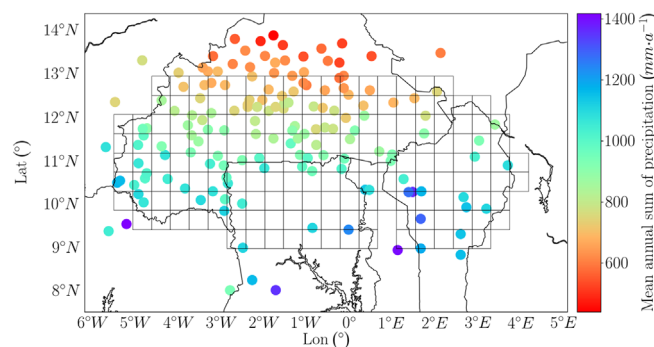 14°N
13°N
12°N
11°N
10°N
9°N
8°N
Lat (°)
6°W 5°W 4°W 3°W 2°W 1°W 0° 1°E 2°E 3°E 4°E 5°E
Lon (°)
1400
1200
1000
800
600
Mean annual sum of precipitation (mm·a⁻¹)